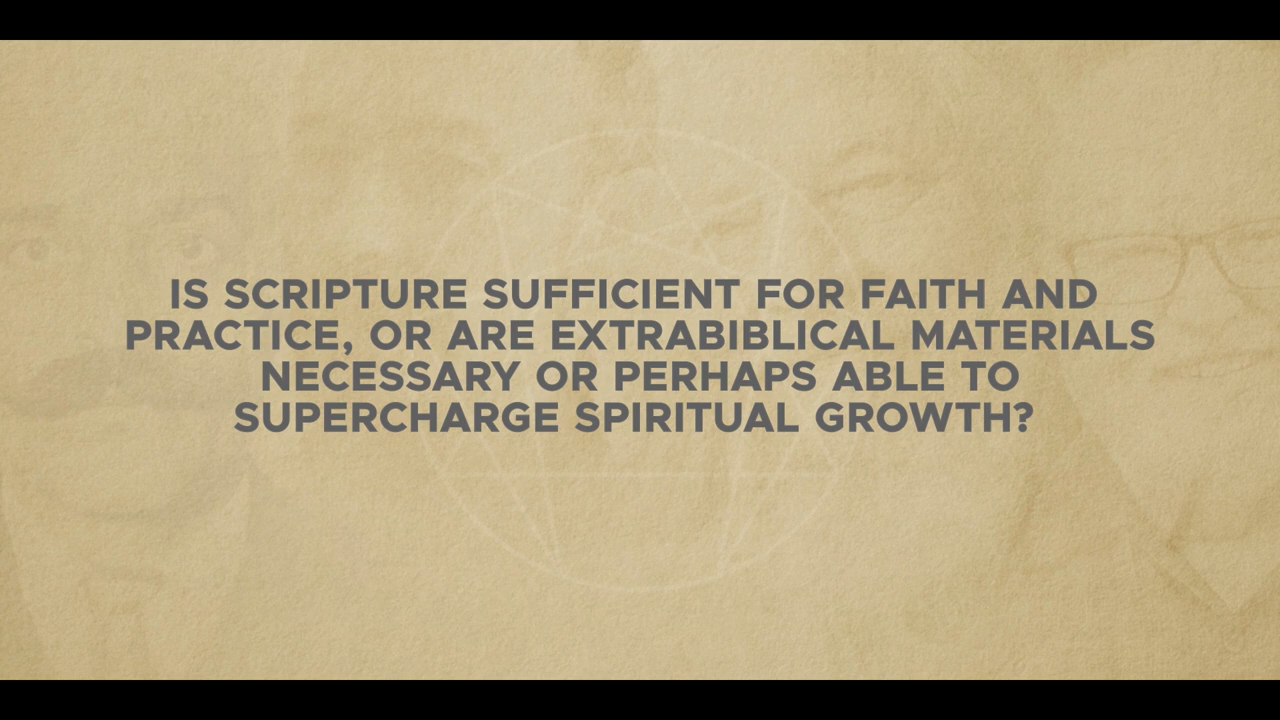 IS SCRIPTURE SUFFICIENT FOR FAITH AND
PRACTICE, OR ARE EXTRABIBLICAL MATERIALS
NECESSARY OR PERHAPS ABLE TO
SUPERCHARGE SPIRITUAL GROWTH?